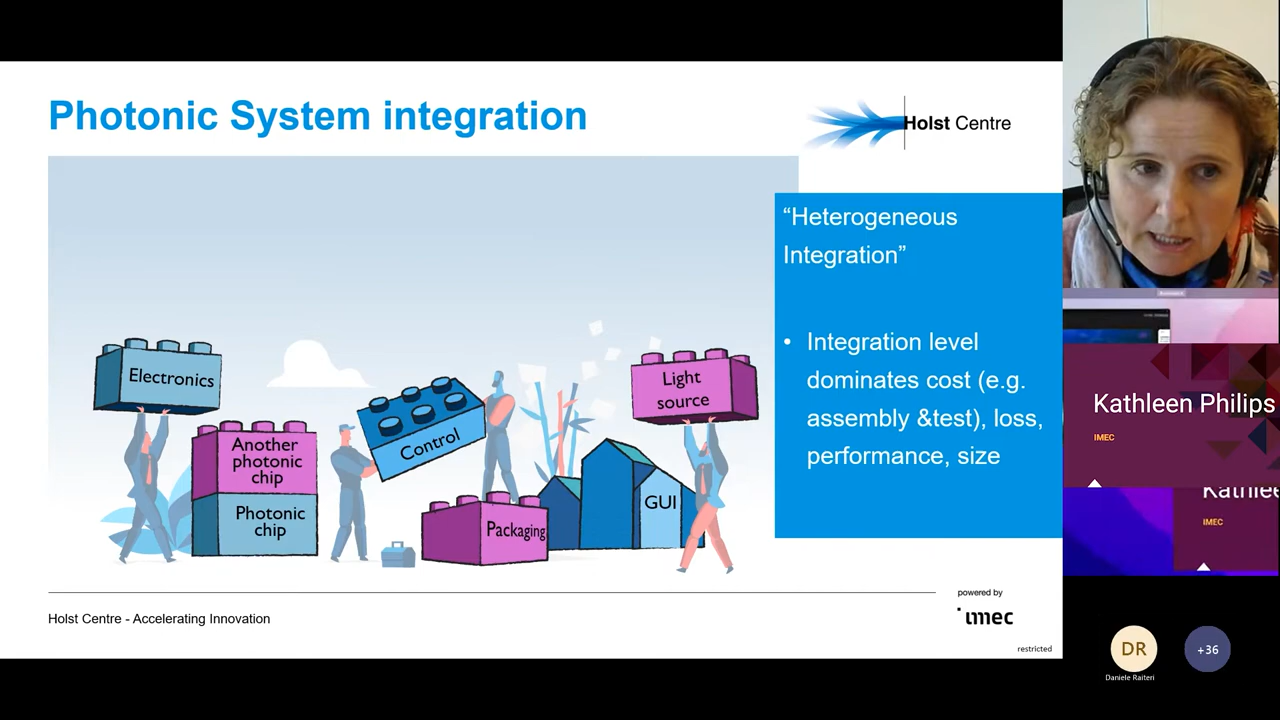 Photonic System integration
Holst Centre
“Heterogeneous
Integration”
• Integration level
dominates cost (e.g.
assembly &test), loss,
performance, size
Electronics
Another
photonic
chip
Photonic
chip
Control
Packaging
GUI
Light
source
Holst Centre - Accelerating Innovation
powered by
imec
restricted
Kathleen Philips
IMEC
Kathlee
IMEC
DR
Daniele Raiteri
+36